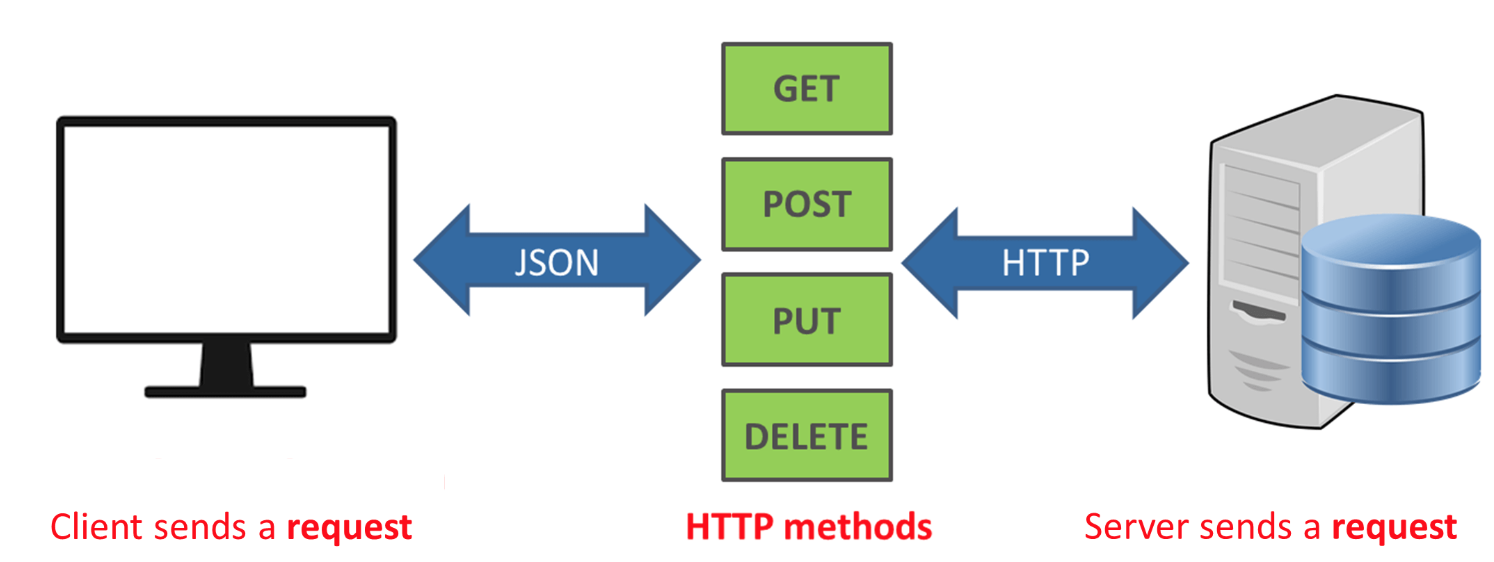 GET
POST
JSON
HTTP
PUT
DELETE
Client sends a request
HTTP methods
Server sends a request